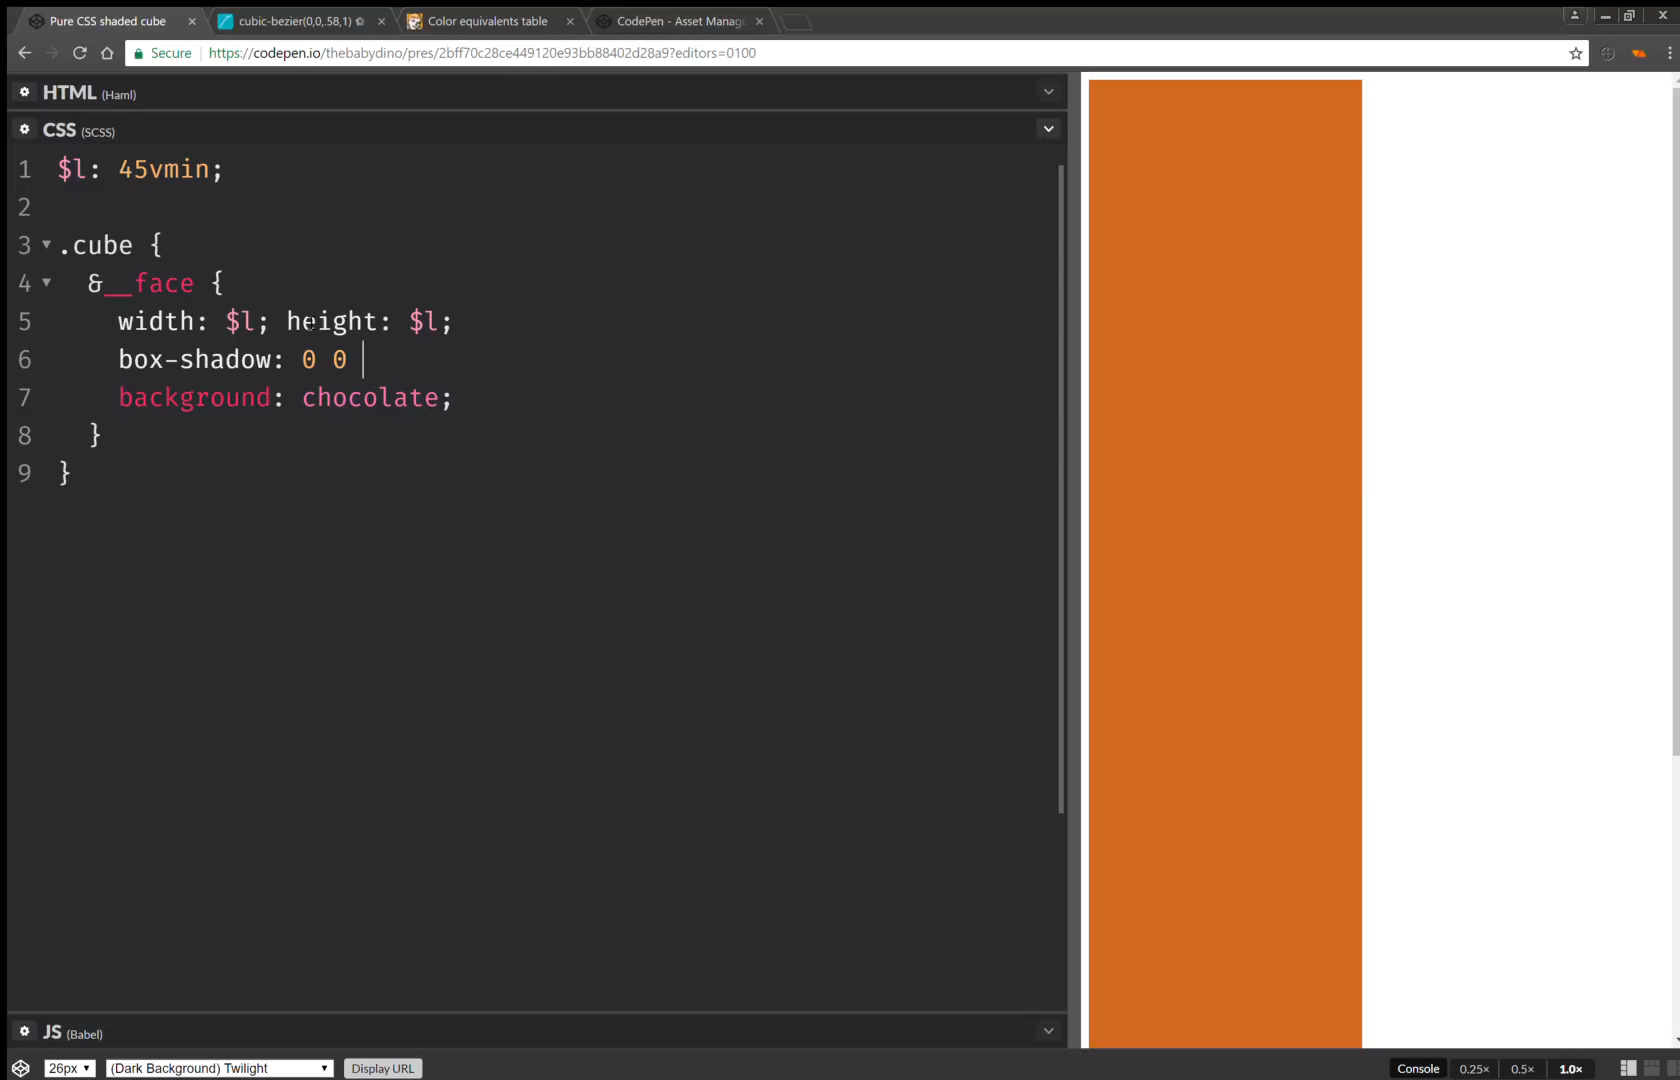 Pure CSS shaded cube
cubic-bezier(0,0,.58,1)
Color equivalents table
CodePen - Asset Manag
Secure https://codepen.io/thebabydino/pres/2bff70c28ce449120e93bb88402d28a9?editors=0100
HTML (Haml)
CSS (SCSS)
1 $l: 45vmin;
2
3 .cube {
4 &__face {
5 width: $l; height: $l;
6 box-shadow: 0 0
7 background: chocolate;
8 }
9 }
JS (Babel)
26px (Dark Background) Twilight Display URL Console 0.25× 0.5× 1.0×